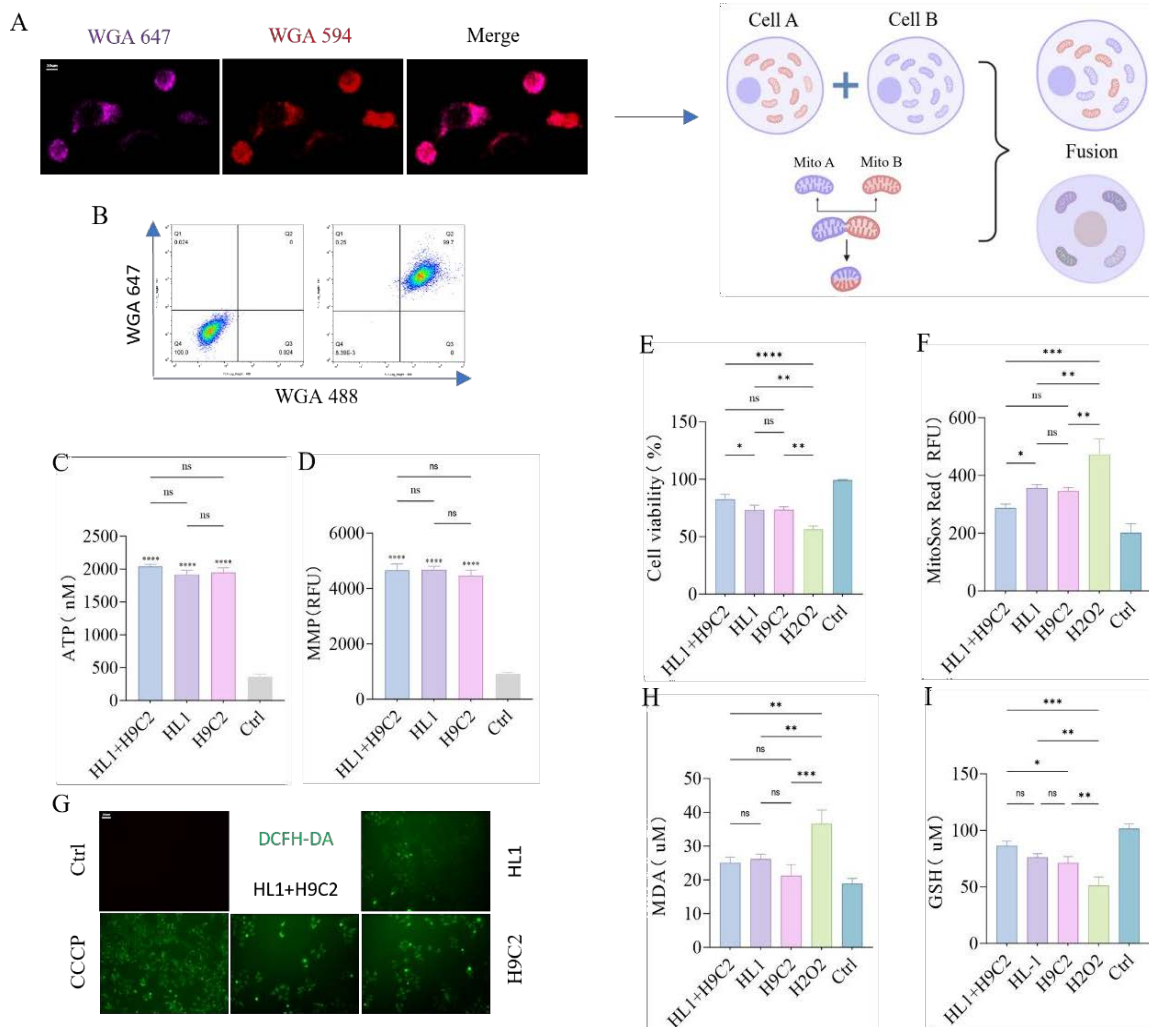 A
WGA 647
WGA 594
Merge
Cell A
Cell B
Mito A
Mito B
Fusion
B
WGA 647
Q1
0.024
Q2
0
Q4
100.0
Q3
0.024
Q1
0.25
Q2
99.7
Q4
Q3
0
WGA 488
C
ns
ns
ns
****
****
****
ATP ( nM )
2500
2000
1500
1000
500
0
HL1+H9C2
HL1
H9C2
Ctrl
D
ns
ns
ns
****
****
****
MMP(RFU)
6000
4000
2000
0
HL1+H9C2
HL1
H9C2
Ctrl
E
****
**
ns
ns
*
**
Cell viability ( % )
150
100
50
0
HL1+H9C2
HL1
H9C2
H2O2
Ctrl
F
***
**
ns
ns
**
*
MitoSox Red( RFU )
600
400
200
0
HL1+H9C2
HL1
H9C2
H2O2
Ctrl
G
Ctrl
DCFH-DA
HL1+H9C2
HL1
CCCP
H9C2
H
**
**
ns
ns
***
ns
MDA ( uM )
50
40
30
20
10
0
HL1+H9C2
HL1
H9C2
H2O2
Ctrl
I
***
**
*
ns
ns
**
GSH ( uM )
150
100
50
0
HL1+H9C2
HL-1
H9C2
H2O2
Ctrl